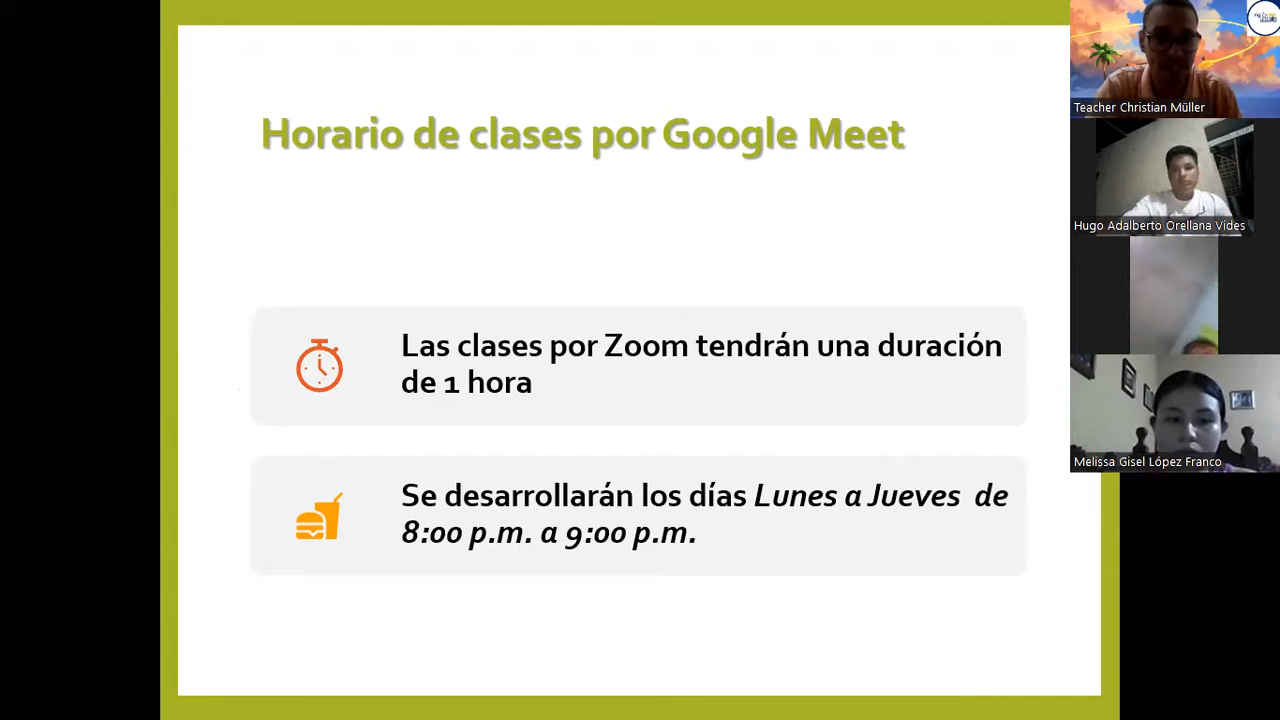 Horario de clases por Google Meet
Las clases por Zoom tendrán una duración
de 1 hora
Se desarrollarán los días Lunes a Jueves de
8:00 p.m. a 9:00 p.m.
Teacher Christian Müller
Hugo Adalberto Orellana Vides
Melissa Gisel López Franco